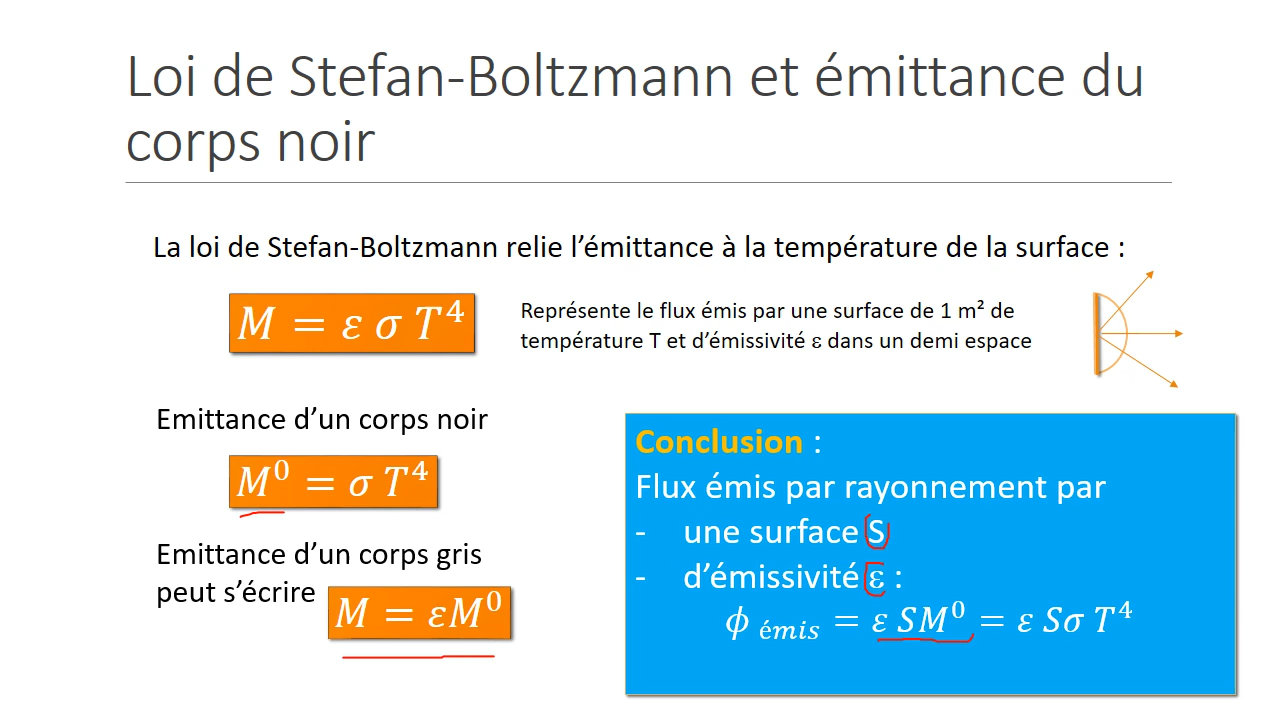 Loi de Stefan-Boltzmann et émittance du
corps noir
La loi de Stefan-Boltzmann relie l’émittance à la température de la surface :
M = ε σ T⁴
Représente le flux émis par une surface de 1 m² de
température T et d’émissivité ε dans un demi espace
Emittance d’un corps noir
M⁰ = σ T⁴
Emittance d’un corps gris
peut s’écrire
M = εM⁰
Conclusion :
Flux émis par rayonnement par
- une surface S
- d’émissivité ε :
ϕ émis = ε SM⁰ = ε Sσ T⁴